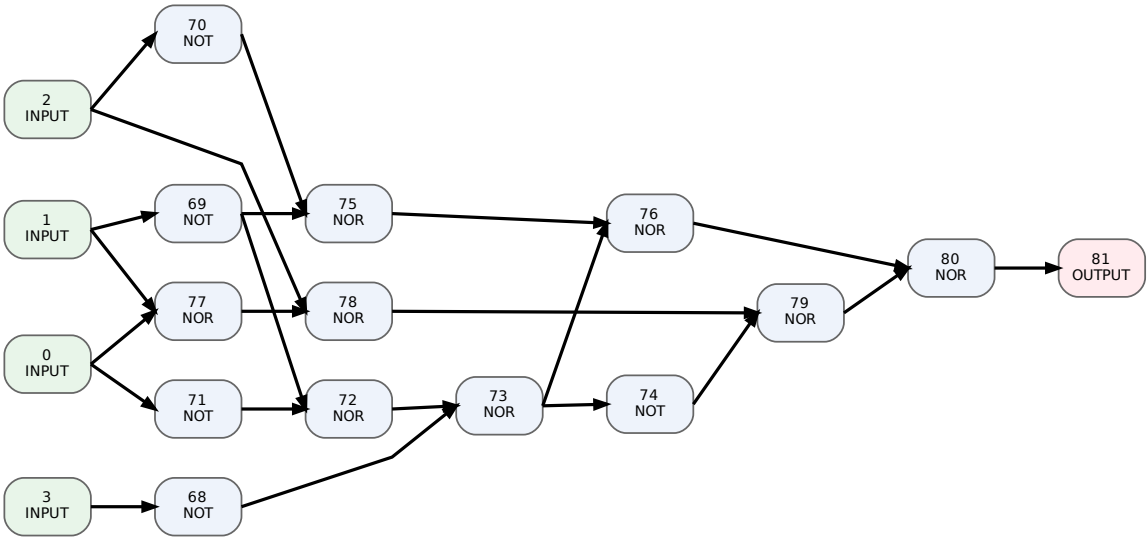 70
NOT
2
INPUT
69
NOT
75
NOR
76
NOR
1
INPUT
80
NOR
81
OUTPUT
77
NOR
78
NOR
79
NOR
0
INPUT
71
NOT
72
NOR
73
NOR
74
NOT
3
INPUT
68
NOT